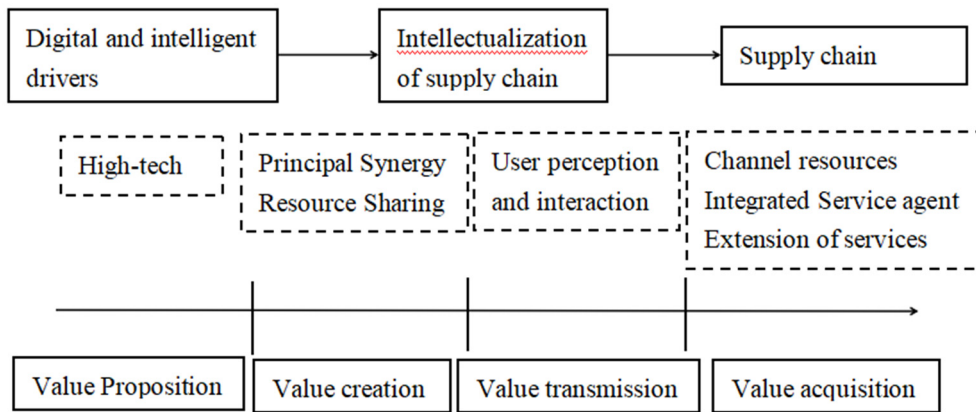 Digital and intelligent
drivers
Intellectualization
of supply chain
Supply chain
High-tech
Principal Synergy
Resource Sharing
User perception
and interaction
Channel resources
Integrated Service agent
Extension of services
Value Proposition
Value creation
Value transmission
Value acquisition